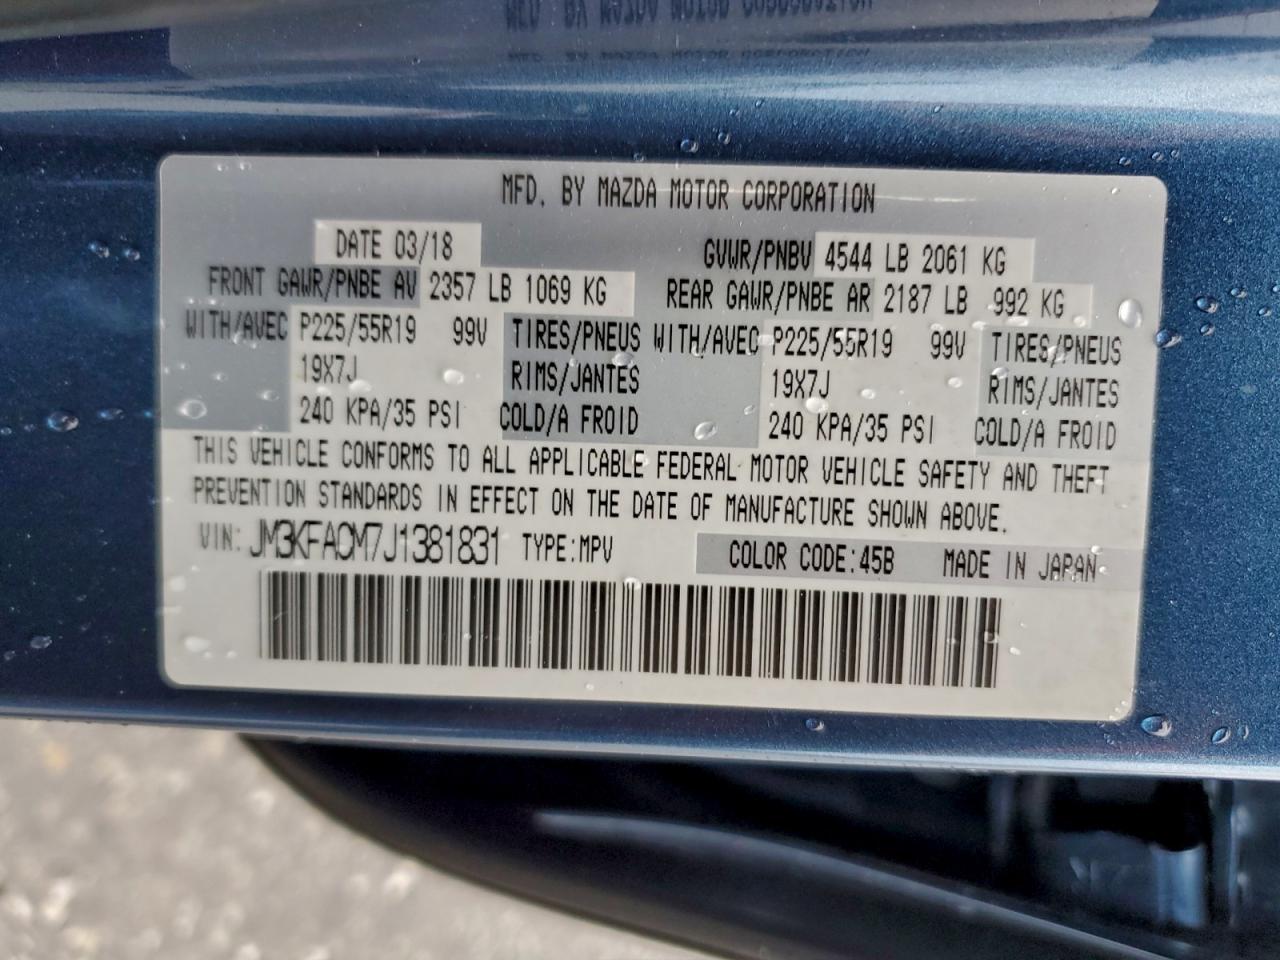 MFD. BY MAZDA MOTOR CORPORATION
DATE 03/18 GVWR/PNBV 4544 LB 2061 KG
FRONT GAWR/PNBE AV 2357 LB 1069 KG REAR GAWR/PNBE AR 2187 LB 992 KG
WITH/AVEC P225/55R19 99V TIRES/PNEUS WITH/AVEC P225/55R19 99V TIRES/PNEUS
19X7J RIMS/JANTES 19X7J RIMS/JANTES
240 KPA/35 PSI COLD/A FROID 240 KPA/35 PSI COLD/A FROID
THIS VEHICLE CONFORMS TO ALL APPLICABLE FEDERAL MOTOR VEHICLE SAFETY AND THEFT
PREVENTION STANDARDS IN EFFECT ON THE DATE OF MANUFACTURE SHOWN ABOVE.
VIN: JM3KFACM7J1381831 TYPE:MPV COLOR CODE:45B MADE IN JAPAN